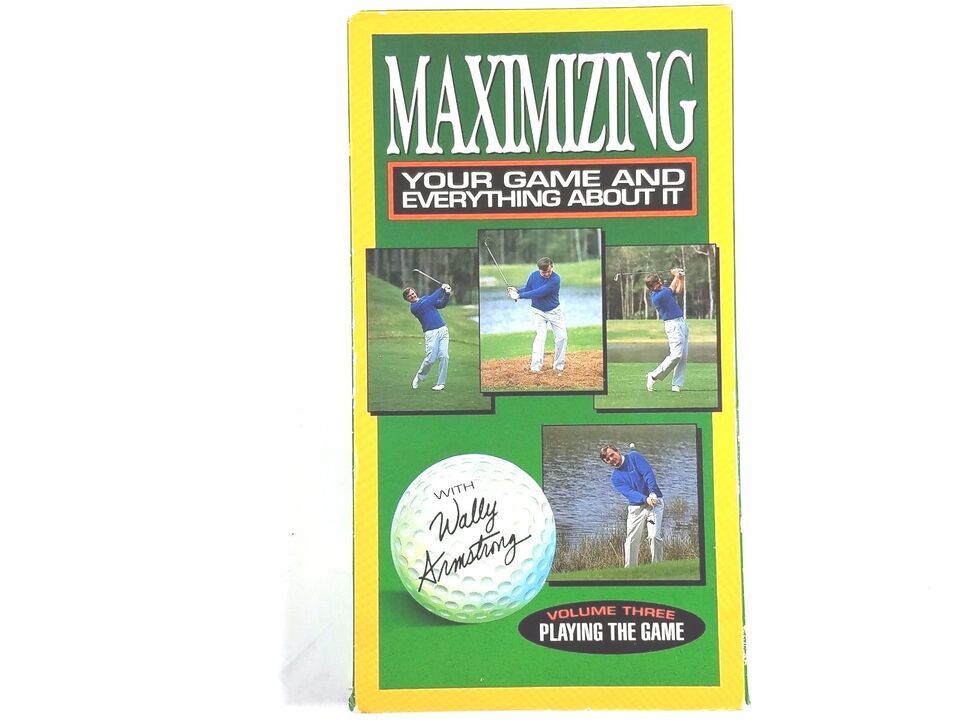 MAXIMIZING
YOUR GAME AND
EVERYTHING ABOUT IT
WITH
Wally
Armstrong
VOLUME THREE
PLAYING THE GAME